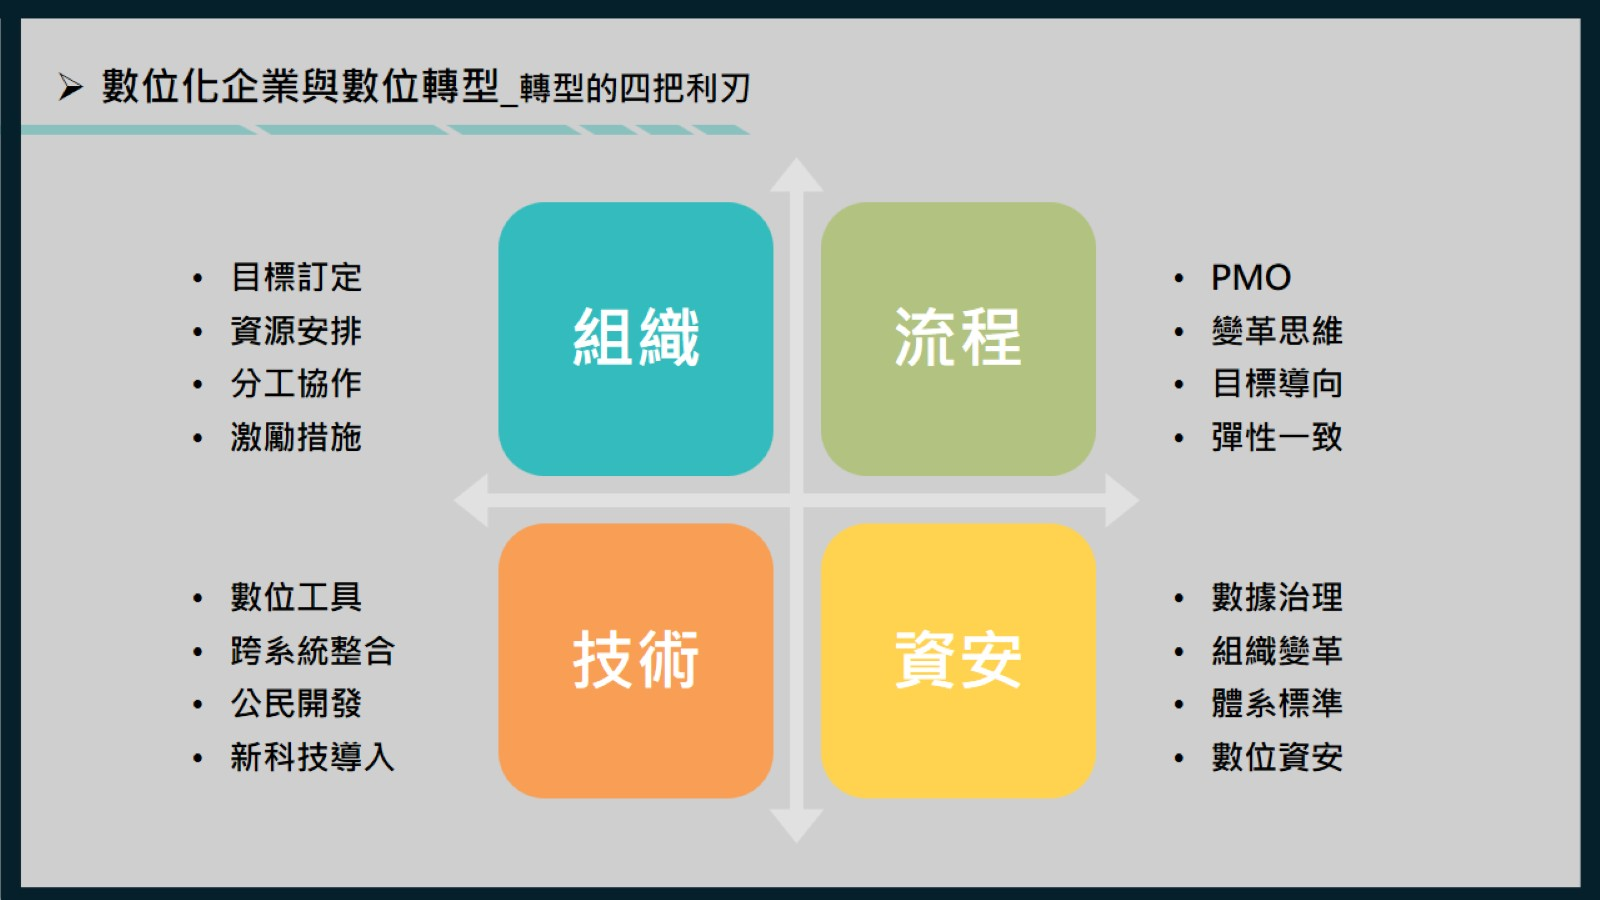 ➢ 數位化企業與數位轉型_轉型的四把利刃
• 目標訂定
• 資源安排
• 分工協作
• 激勵措施
組織
流程
• PMO
• 變革思維
• 目標導向
• 彈性一致
• 數位工具
• 跨系統整合
• 公民開發
• 新科技導入
技術
資安
• 數據治理
• 組織變革
• 體系標準
• 數位資安